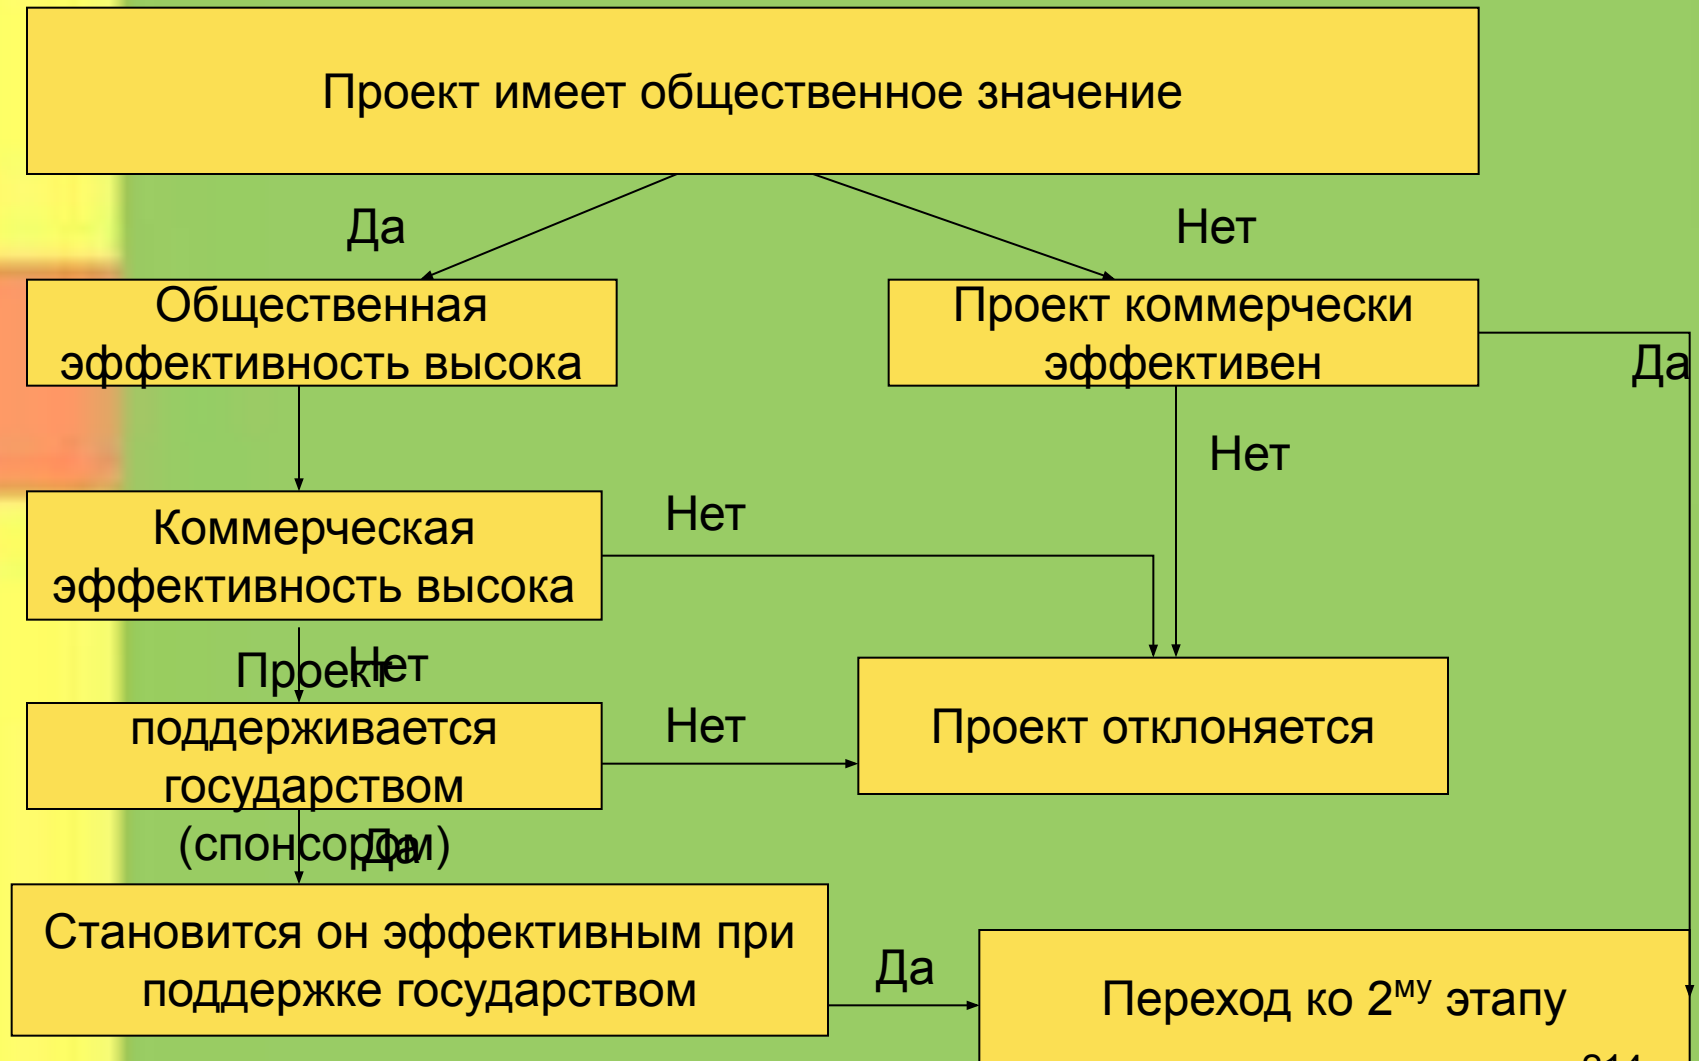 Проект имеет общественное значение
Да
Нет
Общественная
эффективность высока
Проект коммерчески
эффективен
Да
Нет
Коммерческая
эффективность высока
Нет
Проект
Нет
поддерживается
государством
(спонсором)
Нет
Проект отклоняется
Да
Становится он эффективным при
поддержке государством
Да
Переход ко 2му этапу